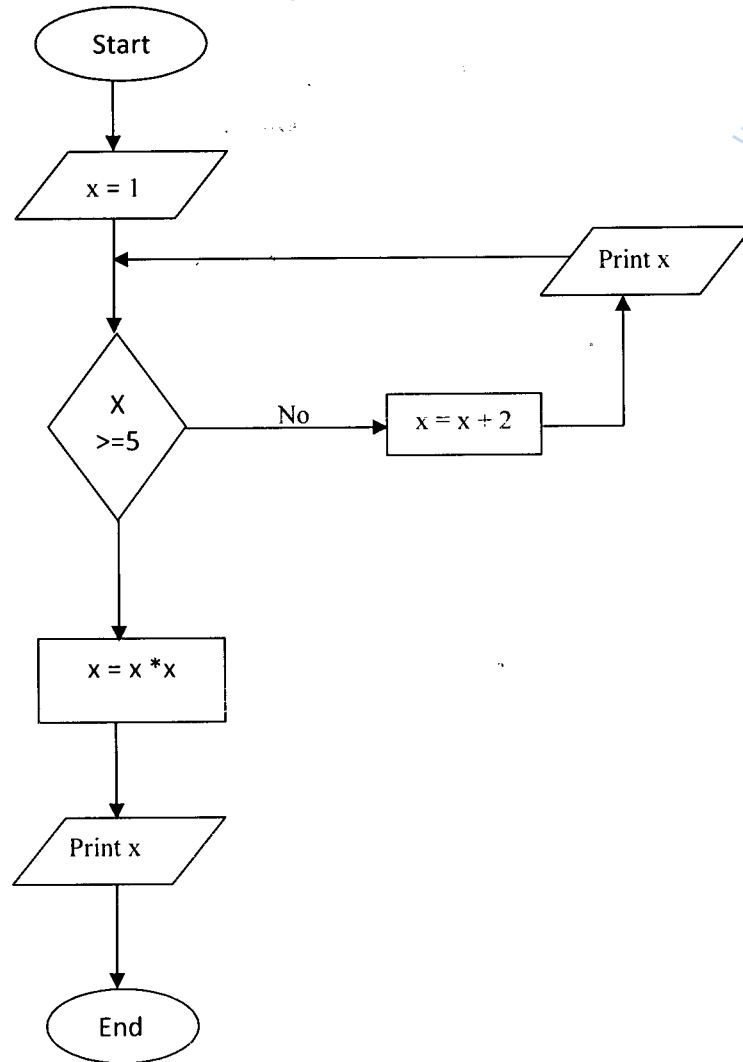 Start
x = 1
Print x
X
>=5
No
x = x + 2
x = x *x
Print x
End